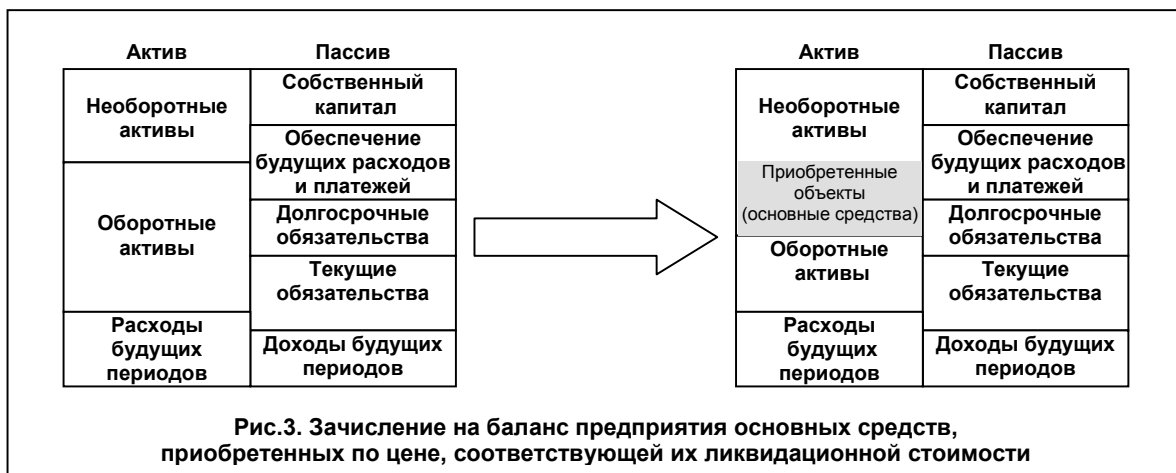 Актив
Пассив
Необоротные
активы
Оборотные
активы
Расходы
будущих
периодов
Собственный
капитал
Обеспечение
будущих расходов
и платежей
Долгосрочные
обязательства
Текущие
обязательства
Доходы будущих
периодов
Актив
Пассив
Необоротные
активы
Приобретенные
объекты
(основные средства)
Оборотные
активы
Расходы
будущих
периодов
Собственный
капитал
Обеспечение
будущих расходов
и платежей
Долгосрочные
обязательства
Текущие
обязательства
Доходы будущих
периодов
Рис.3. Зачисление на баланс предприятия основных средств,
приобретенных по цене, соответствующей их ликвидационной стоимости